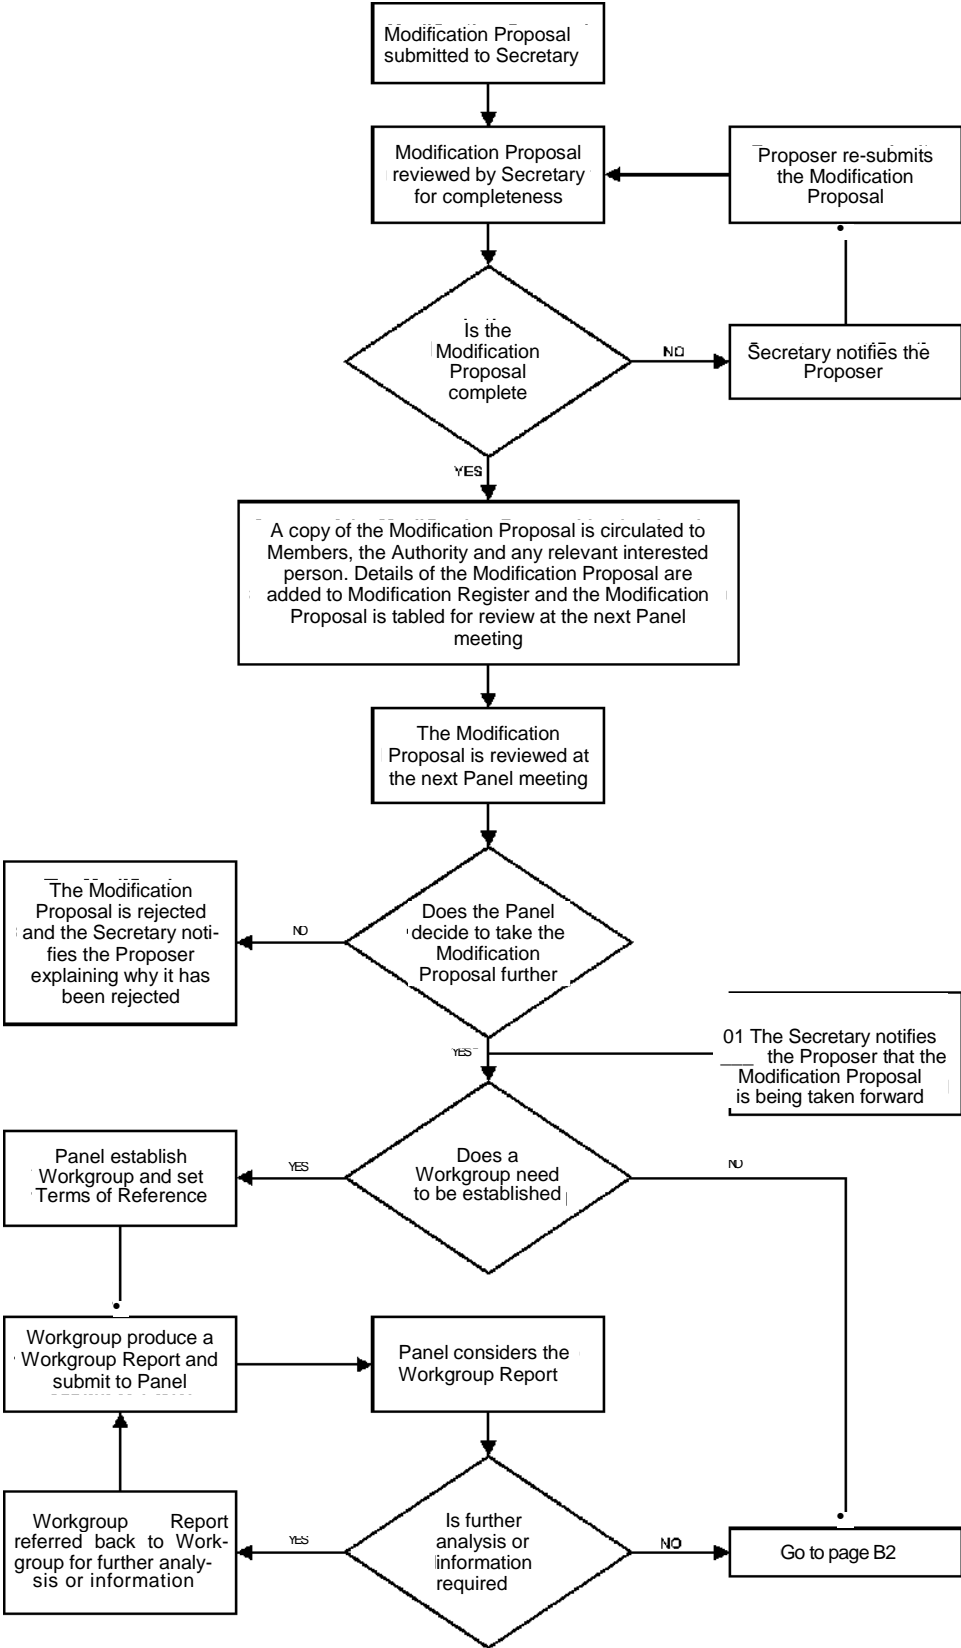 Modification Proposal
submitted to Secretary
Modification Proposal
reviewed by Secretary
for completeness
Proposer re-submits
the Modification
Proposal
Is the
Modification
Proposal
complete
NO
Secretary notifies the
Proposer
YES
A copy of the Modification Proposal is circulated to
Members, the Authority and any relevant interested
person. Details of the Modification Proposal are
added to Modification Register and the Modification
Proposal is tabled for review at the next Panel
meeting
The Modification
Proposal is reviewed at
the next Panel meeting
The Modification
Proposal is rejected
and the Secretary noti-
fies the Proposer
explaining why it has
been rejected
NO
Does the Panel
decide to take the
Modification
Proposal further
YES
01 The Secretary notifies
the Proposer that the
Modification Proposal
is being taken forward
Panel establish
Workgroup and set
Terms of Reference
YES
Does a
Workgroup need
to be established
NO
Workgroup produce a
Workgroup Report and
submit to Panel
Panel considers the
Workgroup Report
Workgroup Report
referred back to Work-
group for further analy-
sis or information
YES
Is further
analysis or
information
required
NO
Go to page B2